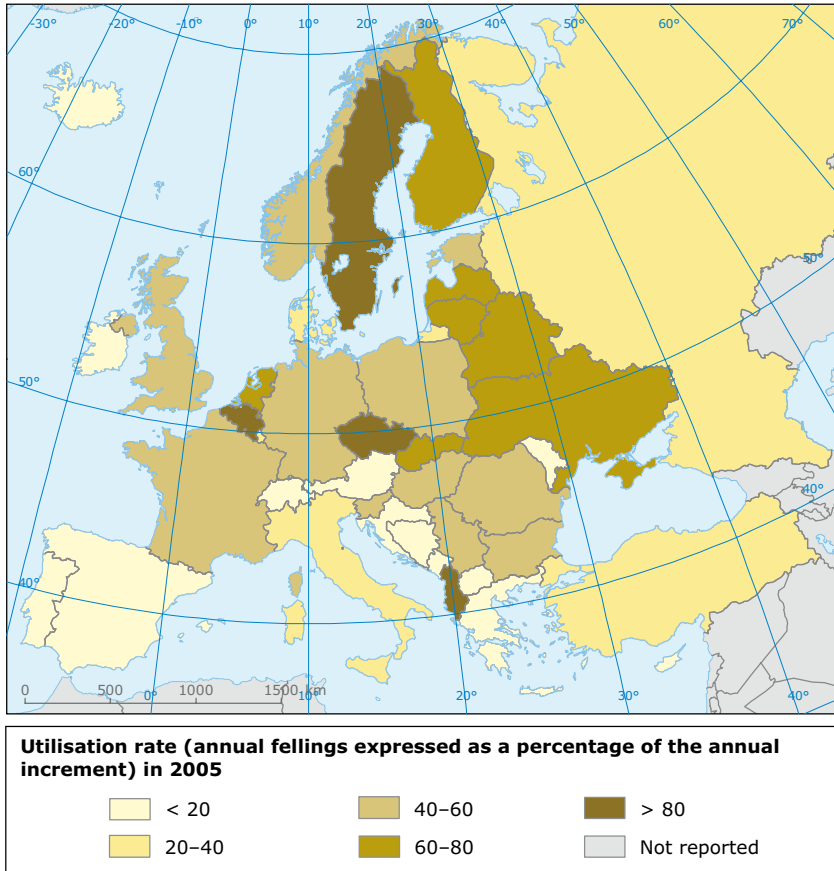 -30° -20° -10° 0° 10° 20° 30° 40° 50° 60° 70°
60°
50°
50°
40°
40°
0 500 1000 1500 km
0° 10° 20° 30° 40°
Utilisation rate (annual fellings expressed as a percentage of the annual
increment) in 2005
< 20 40–60 > 80
20–40 60–80 Not reported